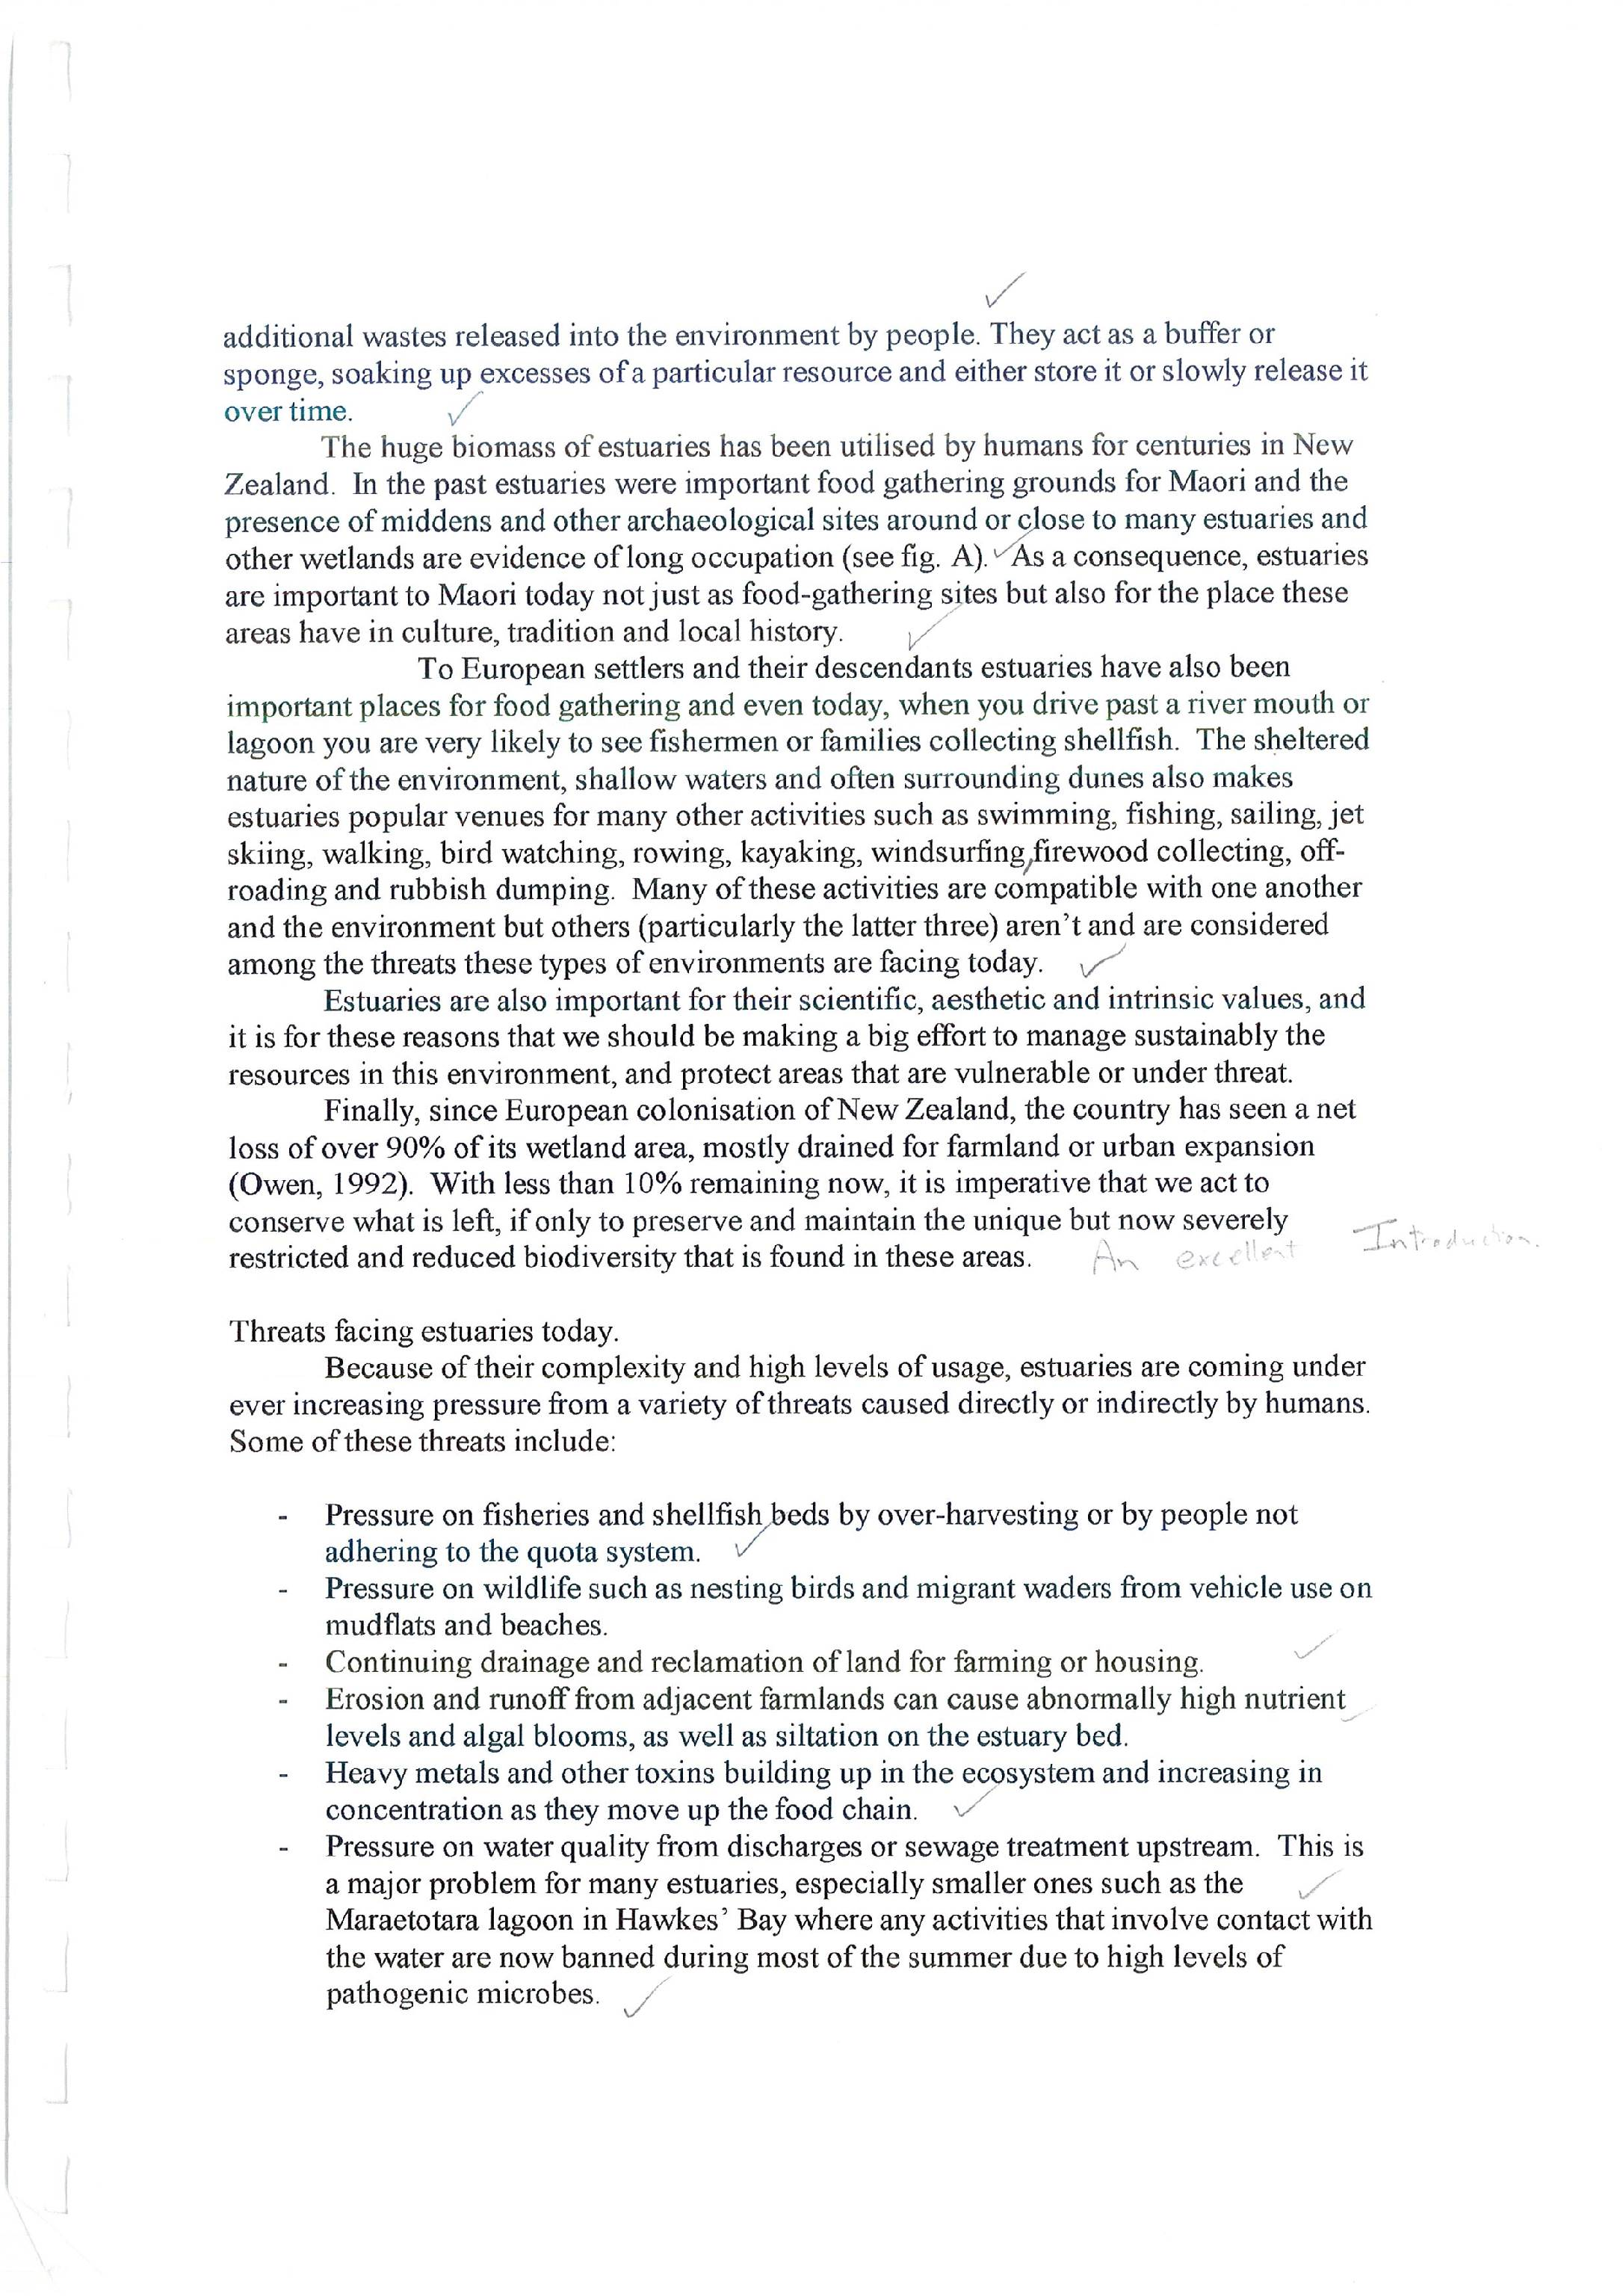 additional wastes released into the environment by people. They act as a buffer or
sponge, soaking up excesses of a particular resource and either store it or slowly release it
over time.
The huge biomass of estuaries has been utilised by humans for centuries in New
Zealand. In the past estuaries were important food gathering grounds for Maori and the
presence of middens and other archaeological sites around or close to many estuaries and
other wetlands are evidence of long occupation (see fig. A). As a consequence, estuaries
are important to Maori today not just as food-gathering sites but also for the place these
areas have in culture, tradition and local history.
To European settlers and their descendants estuaries have also been
important places for food gathering and even today, when you drive past a river mouth or
lagoon you are very likely to see fishermen or families collecting shellfish. The sheltered
nature of the environment, shallow waters and often surrounding dunes also makes
estuaries popular venues for many other activities such as swimming, fishing, sailing, jet
skiing, walking, bird watching, rowing, kayaking, windsurfing, firewood collecting, off-
roading and rubbish dumping. Many of these activities are compatible with one another
and the environment but others (particularly the latter three) aren't and are considered
among the threats these types of environments are facing today.
Estuaries are also important for their scientific, aesthetic and intrinsic values, and
it is for these reasons that we should be making a big effort to manage sustainably the
resources in this environment, and protect areas that are vulnerable or under threat.
Finally, since European colonisation of New Zealand, the country has seen a net
loss of over 90% of its wetland area, mostly drained for farmland or urban expansion
(Owen, 1992). With less than 10% remaining now, it is imperative that we act to
conserve what is left, if only to preserve and maintain the unique but now severely
restricted and reduced biodiversity that is found in these areas. An excellent Introduction.
Threats facing estuaries today.
Because of their complexity and high levels of usage, estuaries are coming under
ever increasing pressure from a variety of threats caused directly or indirectly by humans.
Some of these threats include:
- Pressure on fisheries and shellfish beds by over-harvesting or by people not
adhering to the quota system.
- Pressure on wildlife such as nesting birds and migrant waders from vehicle use on
mudflats and beaches.
- Continuing drainage and reclamation of land for farming or housing.
- Erosion and runoff from adjacent farmlands can cause abnormally high nutrient
levels and algal blooms, as well as siltation on the estuary bed.
- Heavy metals and other toxins building up in the ecosystem and increasing in
concentration as they move up the food chain.
- Pressure on water quality from discharges or sewage treatment upstream. This is
a major problem for many estuaries, especially smaller ones such as the
Maraetotara lagoon in Hawkes' Bay where any activities that involve contact with
the water are now banned during most of the summer due to high levels of
pathogenic microbes.